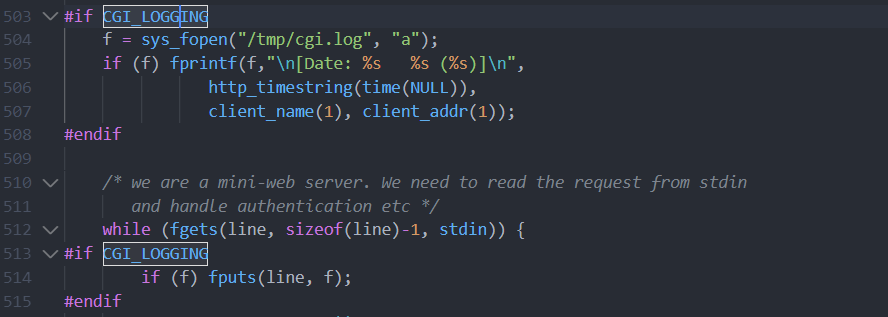 503 #if CGI_LOGGING
504 f = sys_fopen("/tmp/cgi.log", "a");
505 if (f) fprintf(f,"\n[Date: %s   %s (%s)]\n",
506 http_timestring(time(NULL)),
507 client_name(1), client_addr(1));
508 #endif
509
510 /* we are a mini-web server. We need to read the request from stdin
511 and handle authentication etc */
512 while (fgets(line, sizeof(line)-1, stdin)) {
513 #if CGI_LOGGING
514 if (f) fputs(line, f);
515 #endif